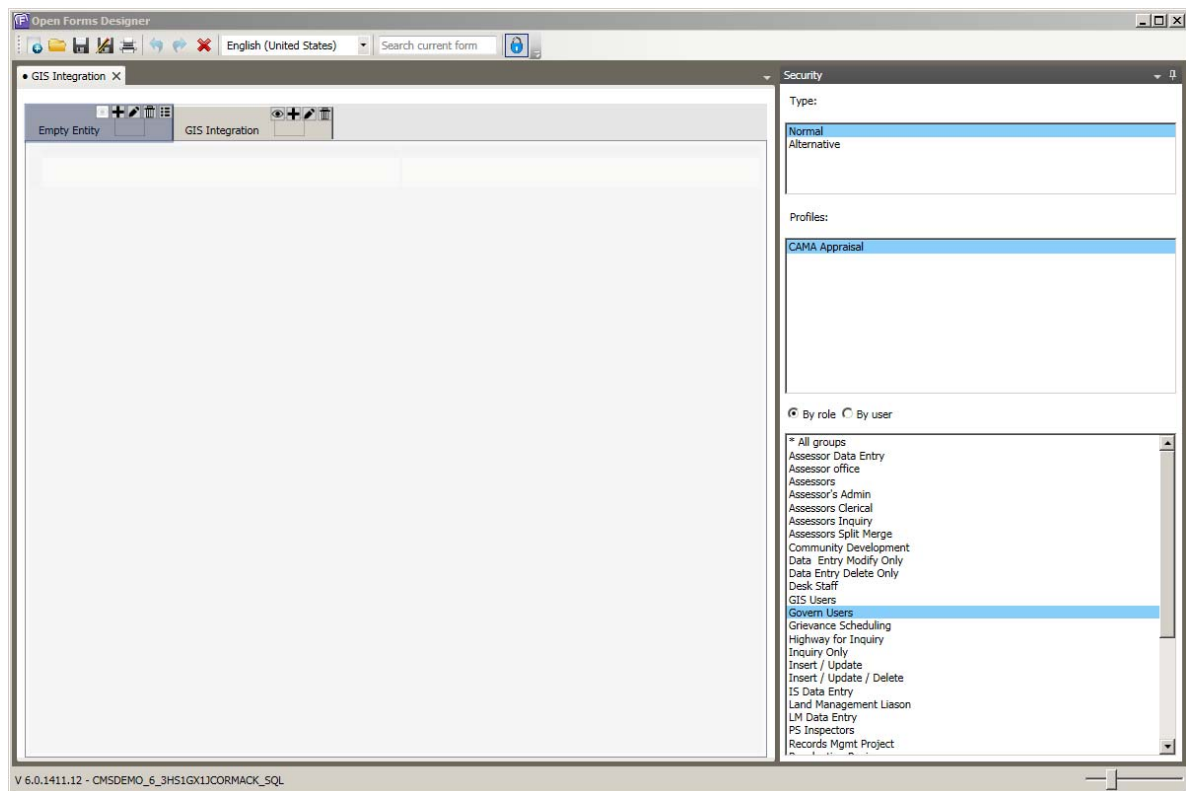 Open Forms Designer
English (United States)
Search current form
• GIS Integration X
Security
Empty Entity
GIS Integration
Type:
Normal
Alternative
Profiles:
CAMA Appraisal
By role By user
* All groups
Assessor Data Entry
Assessor office
Assessors
Assessor's Admin
Assessors Clerical
Assessors Inquiry
Assessors Split Merge
Community Development
Data Entry Modify Only
Data Entry Delete Only
Desk Staff
GIS Users
Govern Users
Grievance Scheduling
Highway for Inquiry
Inquiry Only
Insert / Update
Insert / Update / Delete
IS Data Entry
Land Management Liason
LM Data Entry
PS Inspectors
Records Mgmt Project
V 6.0.1411.12 - CMSDEMO_6_3HS1GX1JCORMACK_SQL